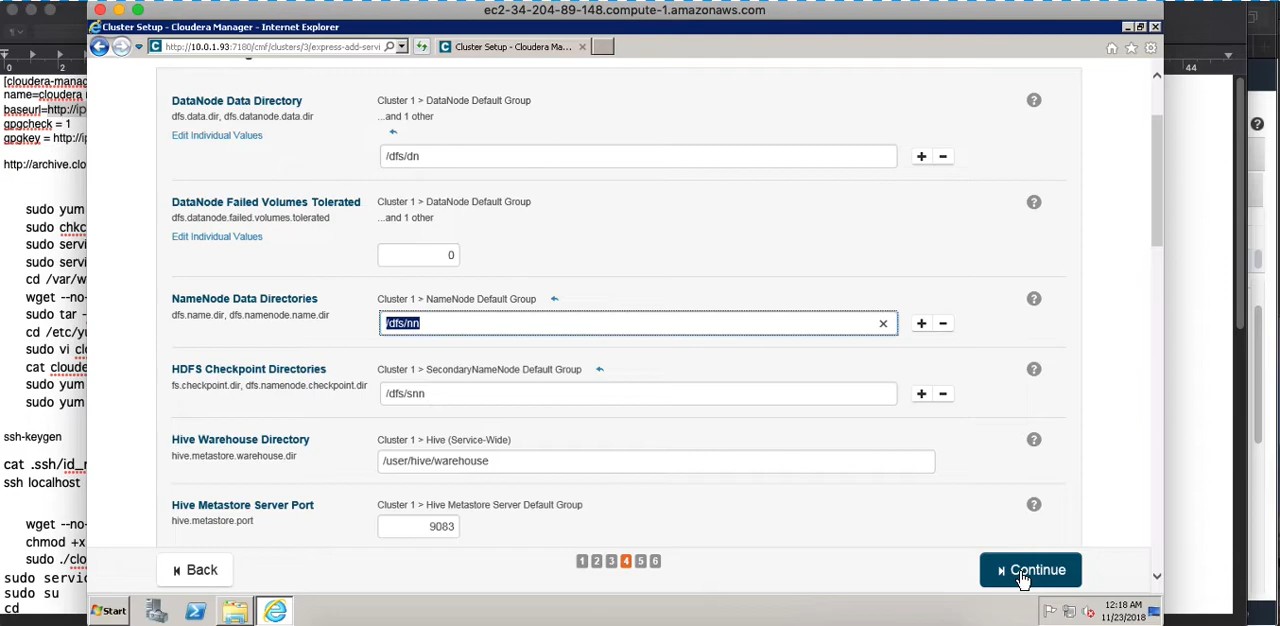 ec2-34-204-89-148.compute-1.amazonaws.com
Cluster Setup - Cloudera Manager - Internet Explorer
http://10.0.1.93:7180/cmf/clusters/3/express-add-servi
Cluster Setup - Cloudera Ma...
0 2 44
[cloudera-mana
name=cloudera
baseurl=http://ip
gpgcheck = 1
gpgkey = http://i
http://archive.clo
sudo yum
sudo chkc
sudo servi
sudo servi
cd /var/w
wget --no-
sudo tar -
cd /etc/yu
sudo vi cl
cat cloude
sudo yum
sudo yum
ssh-keygen
cat .ssh/id_r
ssh localhost
wget --no-
chmod +x
sudo ./clo
sudo servic
sudo su
cd
DataNode Data Directory
dfs.data.dir, dfs.datanode.data.dir
Edit Individual Values
Cluster 1 > DataNode Default Group
...and 1 other
/dfs/dn
DataNode Failed Volumes Tolerated
dfs.datanode.failed.volumes.tolerated
Edit Individual Values
Cluster 1 > DataNode Default Group
...and 1 other
0
NameNode Data Directories
dfs.name.dir, dfs.namenode.name.dir
Cluster 1 > NameNode Default Group
/dfs/nn
HDFS Checkpoint Directories
fs.checkpoint.dir, dfs.namenode.checkpoint.dir
Cluster 1 > SecondaryNameNode Default Group
/dfs/snn
Hive Warehouse Directory
hive.metastore.warehouse.dir
Cluster 1 > Hive (Service-Wide)
/user/hive/warehouse
Hive Metastore Server Port
hive.metastore.port
Cluster 1 > Hive Metastore Server Default Group
9083
Back
1 2 3 4 5 6
Continue
Start
12:18 AM
11/23/2018